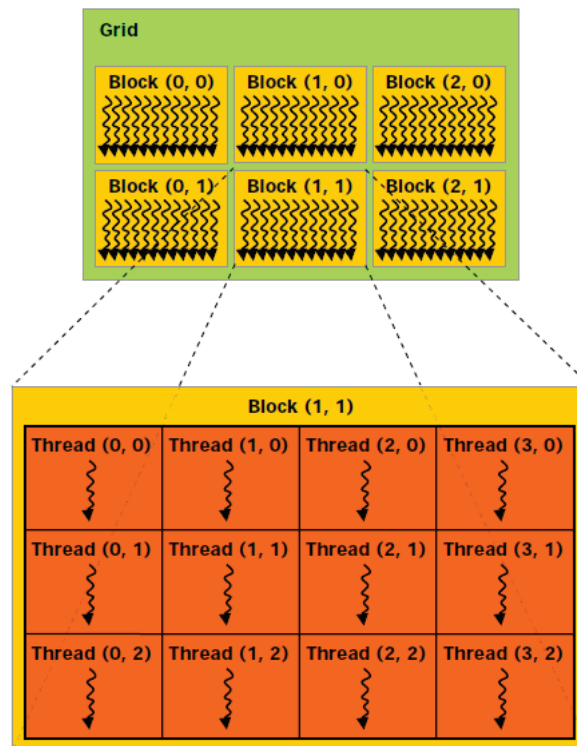 Grid
Block (0, 0) Block (1, 0) Block (2, 0)
Block (0, 1) Block (1, 1) Block (2, 1)
Block (1, 1)
Thread (0, 0) Thread (1, 0) Thread (2, 0) Thread (3, 0)
Thread (0, 1) Thread (1, 1) Thread (2, 1) Thread (3, 1)
Thread (0, 2) Thread (1, 2) Thread (2, 2) Thread (3, 2)